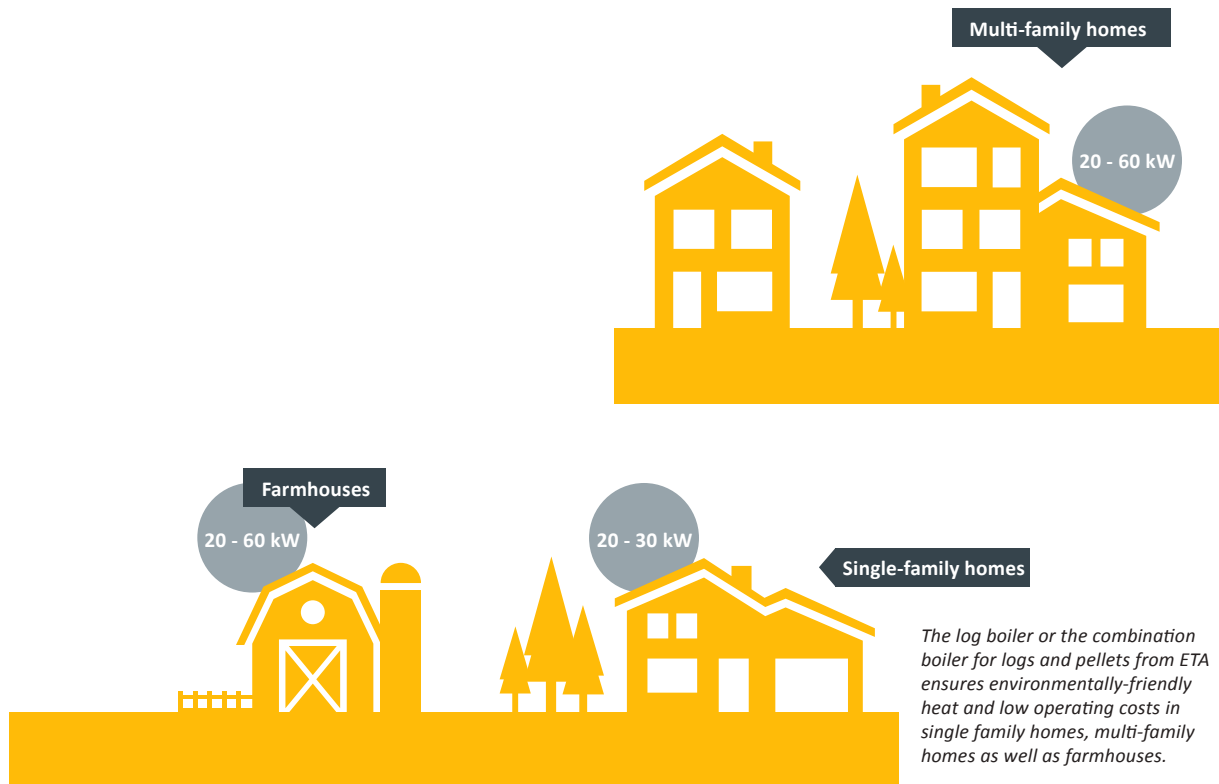 Multi-family homes
20 - 60 kW
Farmhouses
20 - 60 kW
20 - 30 kW
Single-family homes
The log boiler or the combination
boiler for logs and pellets from ETA
ensures environmentally-friendly
heat and low operating costs in
single family homes, multi-family
homes as well as farmhouses.